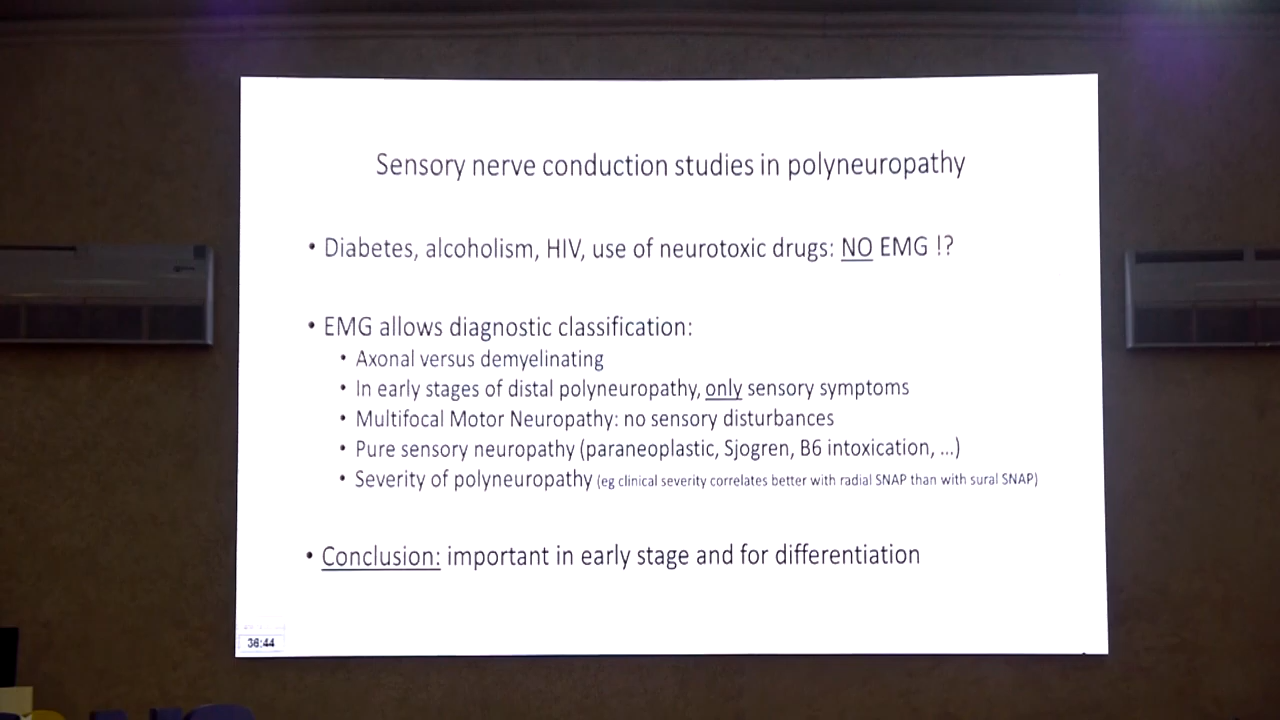 Sensory nerve conduction studies in polyneuropathy
• Diabetes, alcoholism, HIV, use of neurotoxic drugs: NO EMG !?
• EMG allows diagnostic classification:
• Axonal versus demyelinating
• In early stages of distal polyneuropathy, only sensory symptoms
• Multifocal Motor Neuropathy: no sensory disturbances
• Pure sensory neuropathy (paraneoplastic, Sjogren, B6 intoxication, ...)
• Severity of polyneuropathy (eg clinical severity correlates better with radial SNAP than with sural SNAP)
• Conclusion: important in early stage and for differentiation
36:44